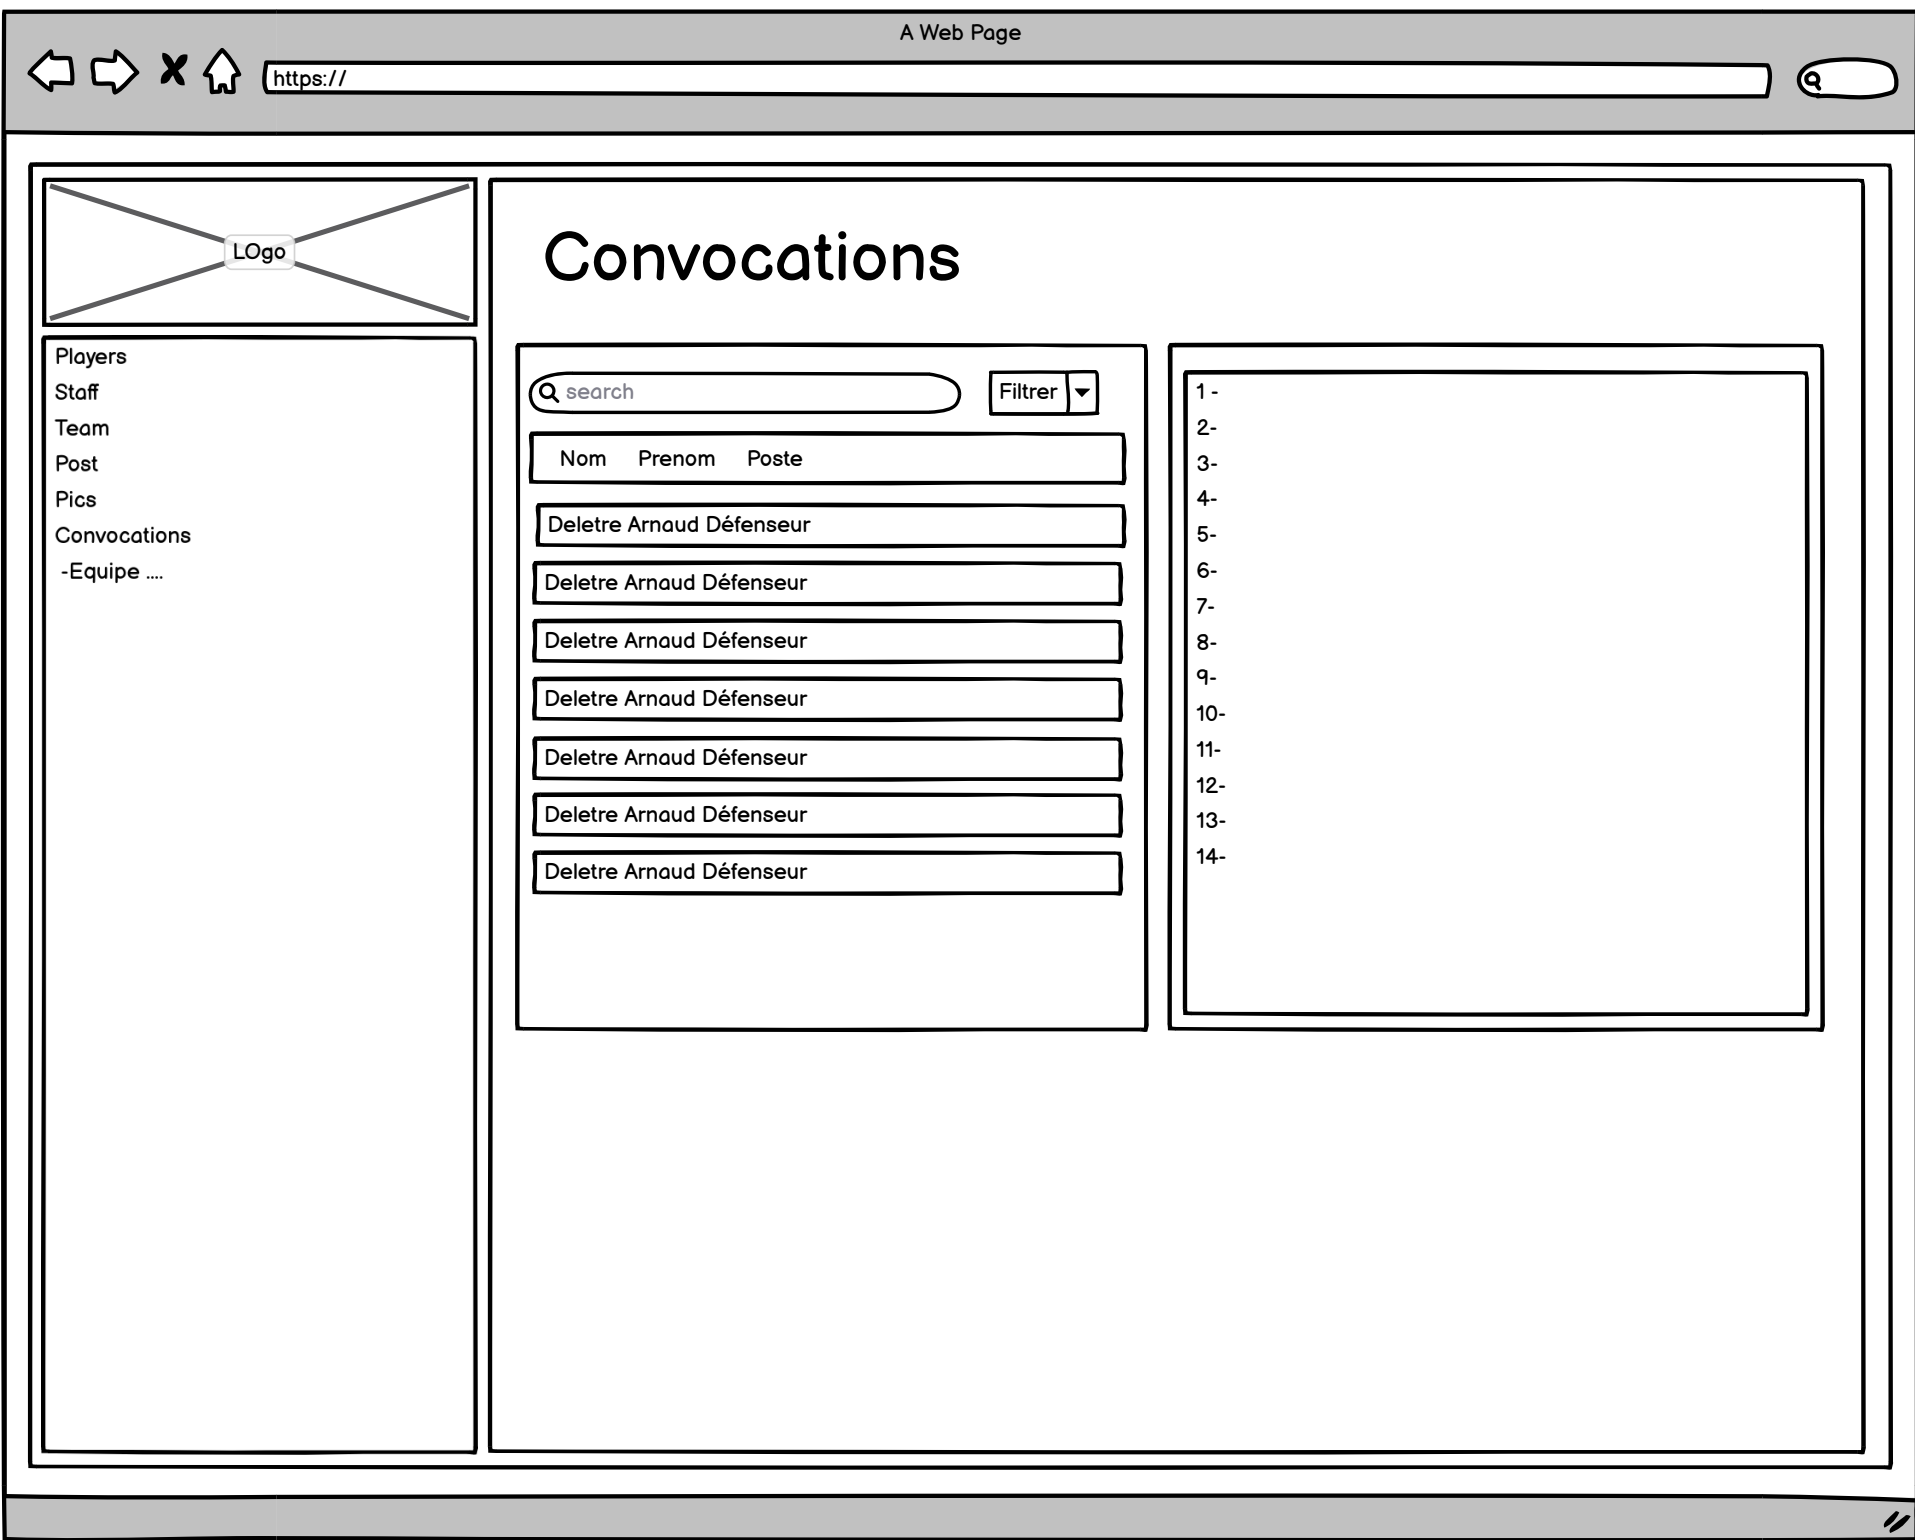 A Web Page
https://
LOgo
Players
Staff
Team
Post
Pics
Convocations
-Equipe ....
Convocations
search
Filtrer
Nom Prenom Poste
Deletre Arnaud Défenseur
Deletre Arnaud Défenseur
Deletre Arnaud Défenseur
Deletre Arnaud Défenseur
Deletre Arnaud Défenseur
Deletre Arnaud Défenseur
Deletre Arnaud Défenseur
1 -
2-
3-
4-
5-
6-
7-
8-
9-
10-
11-
12-
13-
14-